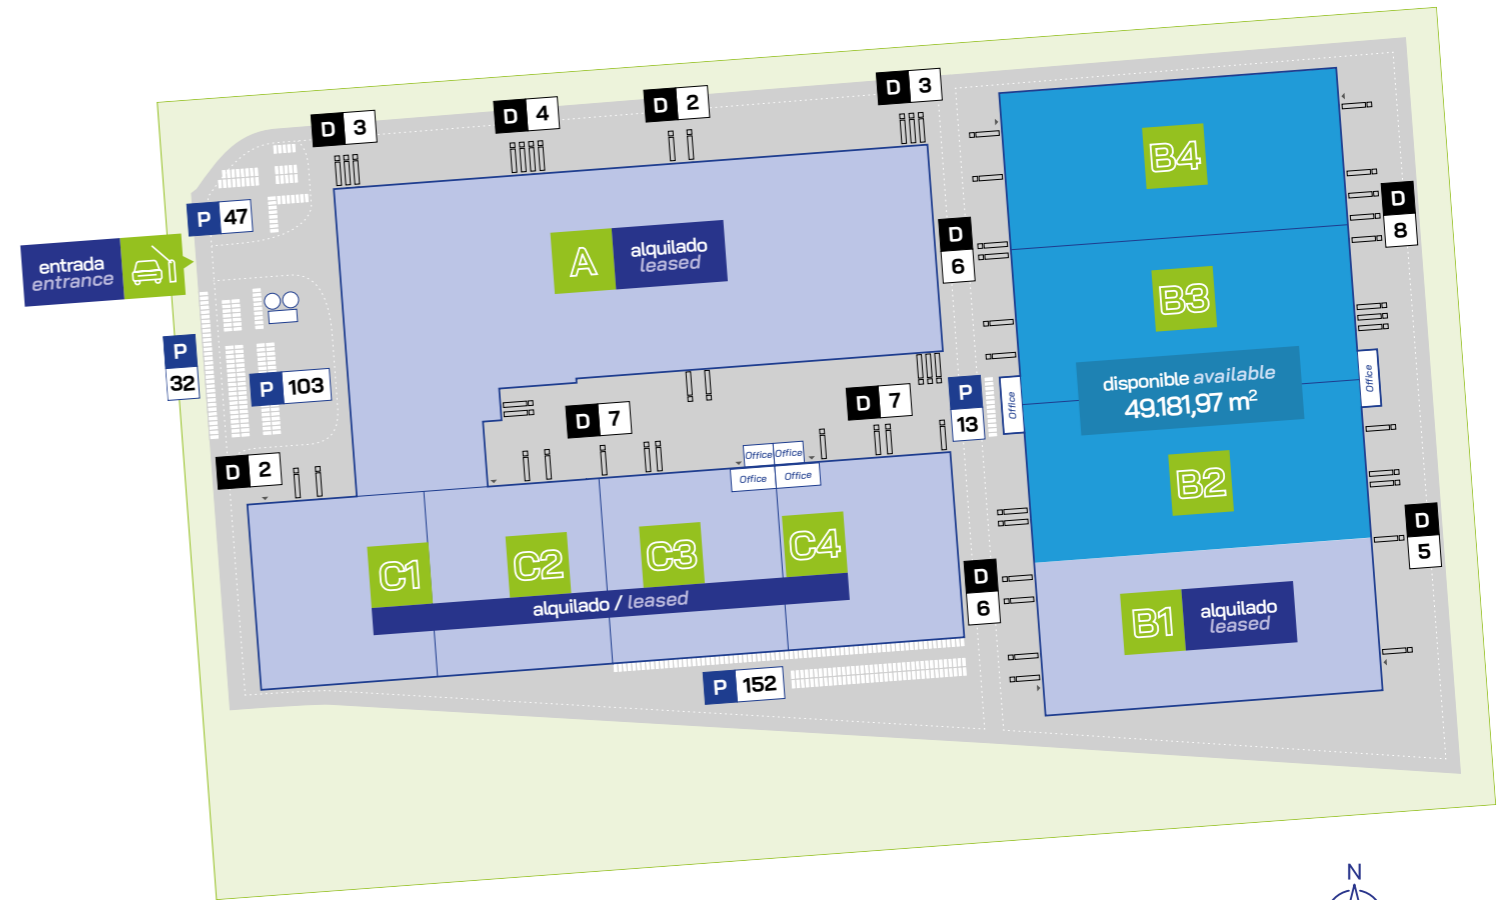 D 3
D 4
D 2
D 3
P 47
entrada
entrance
A
alquilado
leased
D
6
B4
D
8
B3
disponible available
49.181,97 m²
Office
Office
P
32
P 103
D 7
D 7
P
13
D 2
Office Office
Office Office
C1
C2
C3
C4
alquilado / leased
B2
D
5
D
6
B1
alquilado
leased
P 152
N